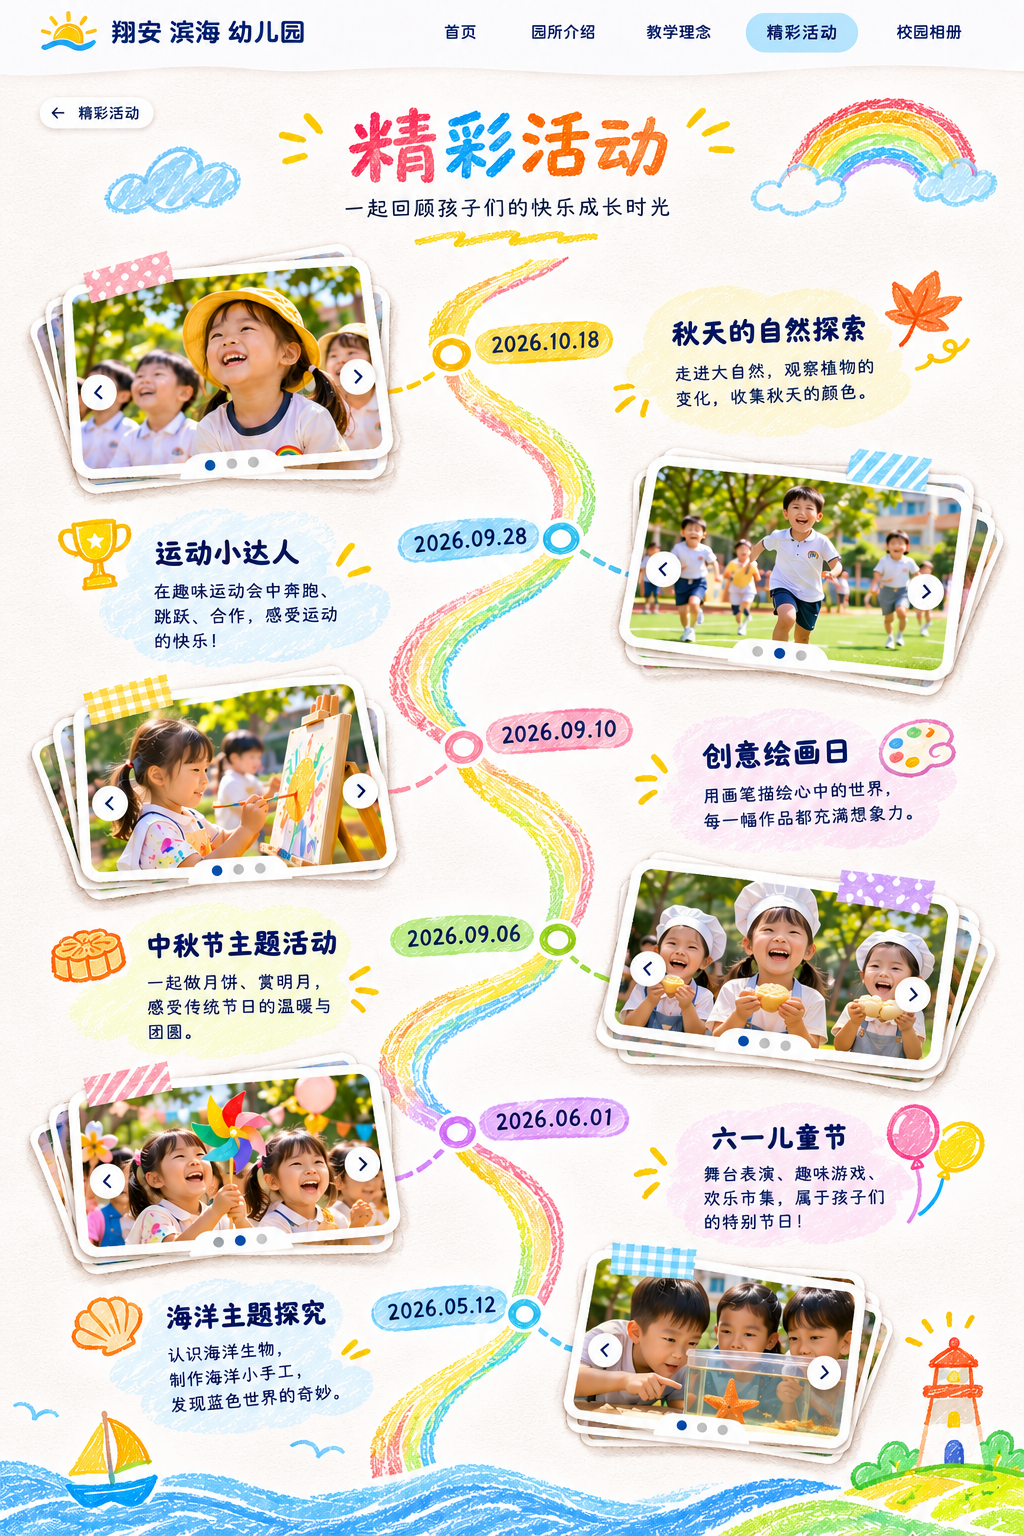 翔安 滨海 幼儿园
首页
园所介绍
教学理念
精彩活动
校园相册
← 精彩活动
精彩活动
一起回顾孩子们的快乐成长时光
2026.10.18
秋天的自然探索
走进大自然，观察植物的
变化，收集秋天的颜色。
2026.09.28
运动小达人
在趣味运动会中奔跑、
跳跃、合作，感受运动
的快乐！
2026.09.10
创意绘画日
用画笔描绘心中的世界，
每一幅作品都充满想象力。
2026.09.06
中秋节主题活动
一起做月饼、赏明月，
感受传统节日的温暖与
团圆。
2026.06.01
六一儿童节
舞台表演、趣味游戏、
欢乐市集，属于孩子们
的特别节日！
2026.05.12
海洋主题探究
认识海洋生物，
制作海洋小手工，
发现蓝色世界的奇妙。